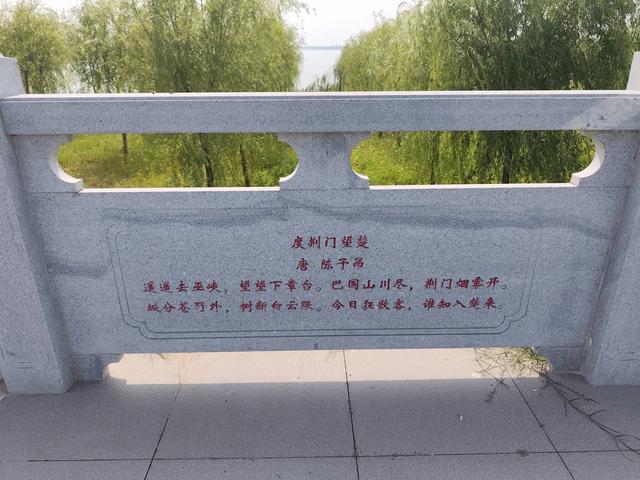 度荆门望楚
唐 陈子昂
遥遥去巫峡，望望下章台。巴国山川尽，荆门烟雾开。
城分苍野外，树断白云隈。今日狂歌客，谁知入楚来。